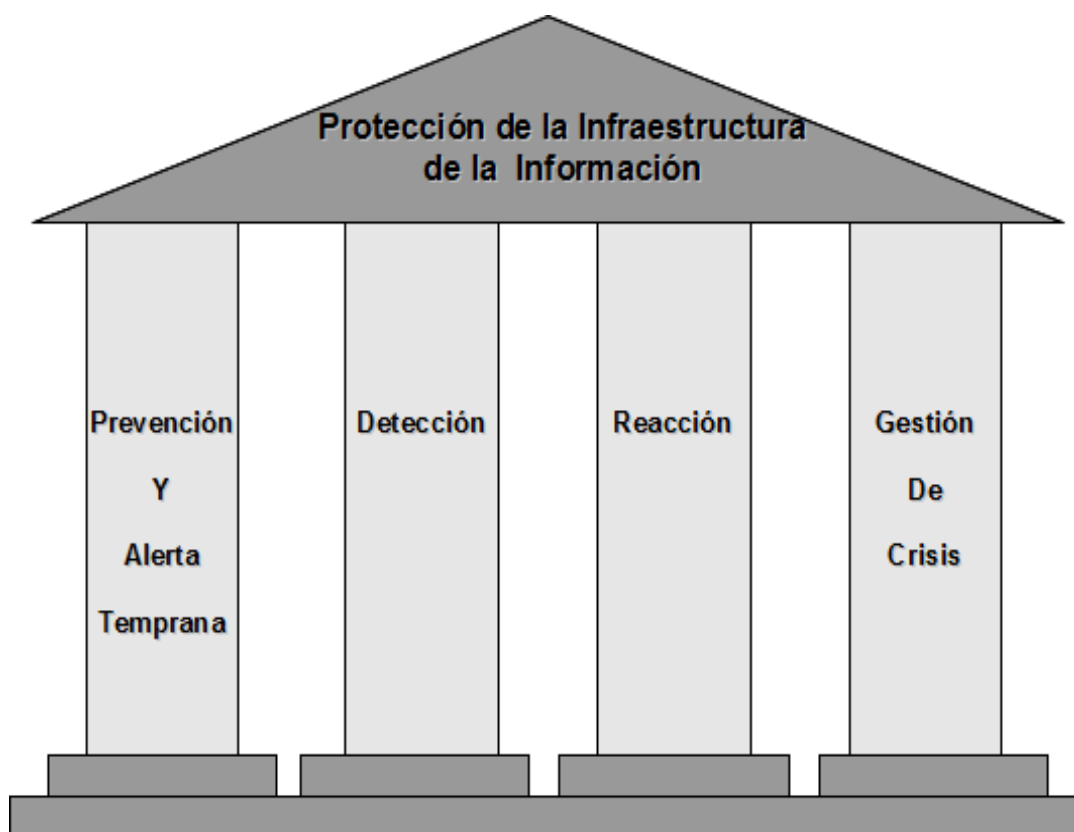 Protección de la Infraestructura
de la Información
Prevención
Y
Alerta
Temprana
Detección
Reacción
Gestión
De
Crisis